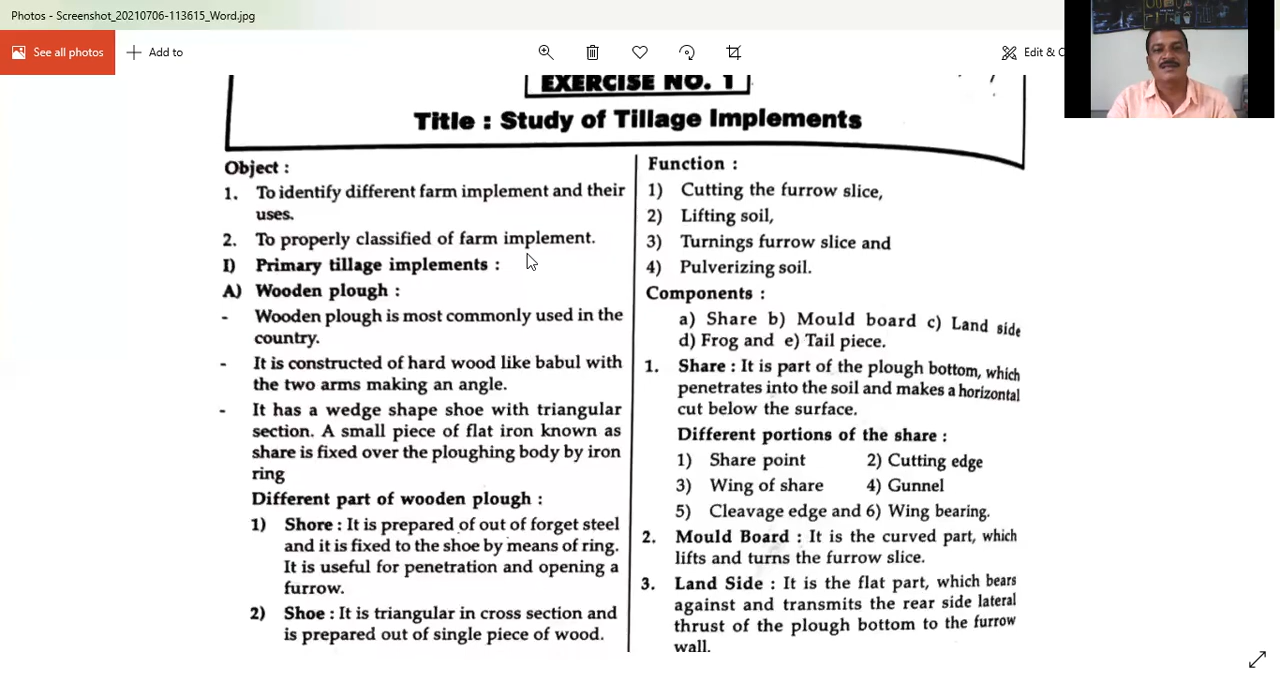 Photos - Screenshot_20210706-113615_Word.jpg
See all photos
Add to
Edit & C
EXERCISE NO. 1
Title : Study of Tillage Implements
Object :
1. To identify different farm implement and their
uses.
2. To properly classified of farm implement.
I) Primary tillage implements :
A) Wooden plough :
- Wooden plough is most commonly used in the
country.
- It is constructed of hard wood like babul with
the two arms making an angle.
- It has a wedge shape shoe with triangular
section. A small piece of flat iron known as
share is fixed over the ploughing body by iron
ring
Different part of wooden plough :
1) Shore : It is prepared of out of forget steel
and it is fixed to the shoe by means of ring.
It is useful for penetration and opening a
furrow.
2) Shoe : It is triangular in cross section and
is prepared out of single piece of wood.
Function :
1) Cutting the furrow slice,
2) Lifting soil,
3) Turnings furrow slice and
4) Pulverizing soil.
Components :
a) Share b) Mould board c) Land side
d) Frog and e) Tail piece.
1. Share : It is part of the plough bottom, which
penetrates into the soil and makes a horizontal
cut below the surface.
Different portions of the share :
1) Share point 2) Cutting edge
3) Wing of share 4) Gunnel
5) Cleavage edge and 6) Wing bearing.
2. Mould Board : It is the curved part, which
lifts and turns the furrow slice.
3. Land Side : It is the flat part, which bears
against and transmits the rear side lateral
thrust of the plough bottom to the furrow
wall.